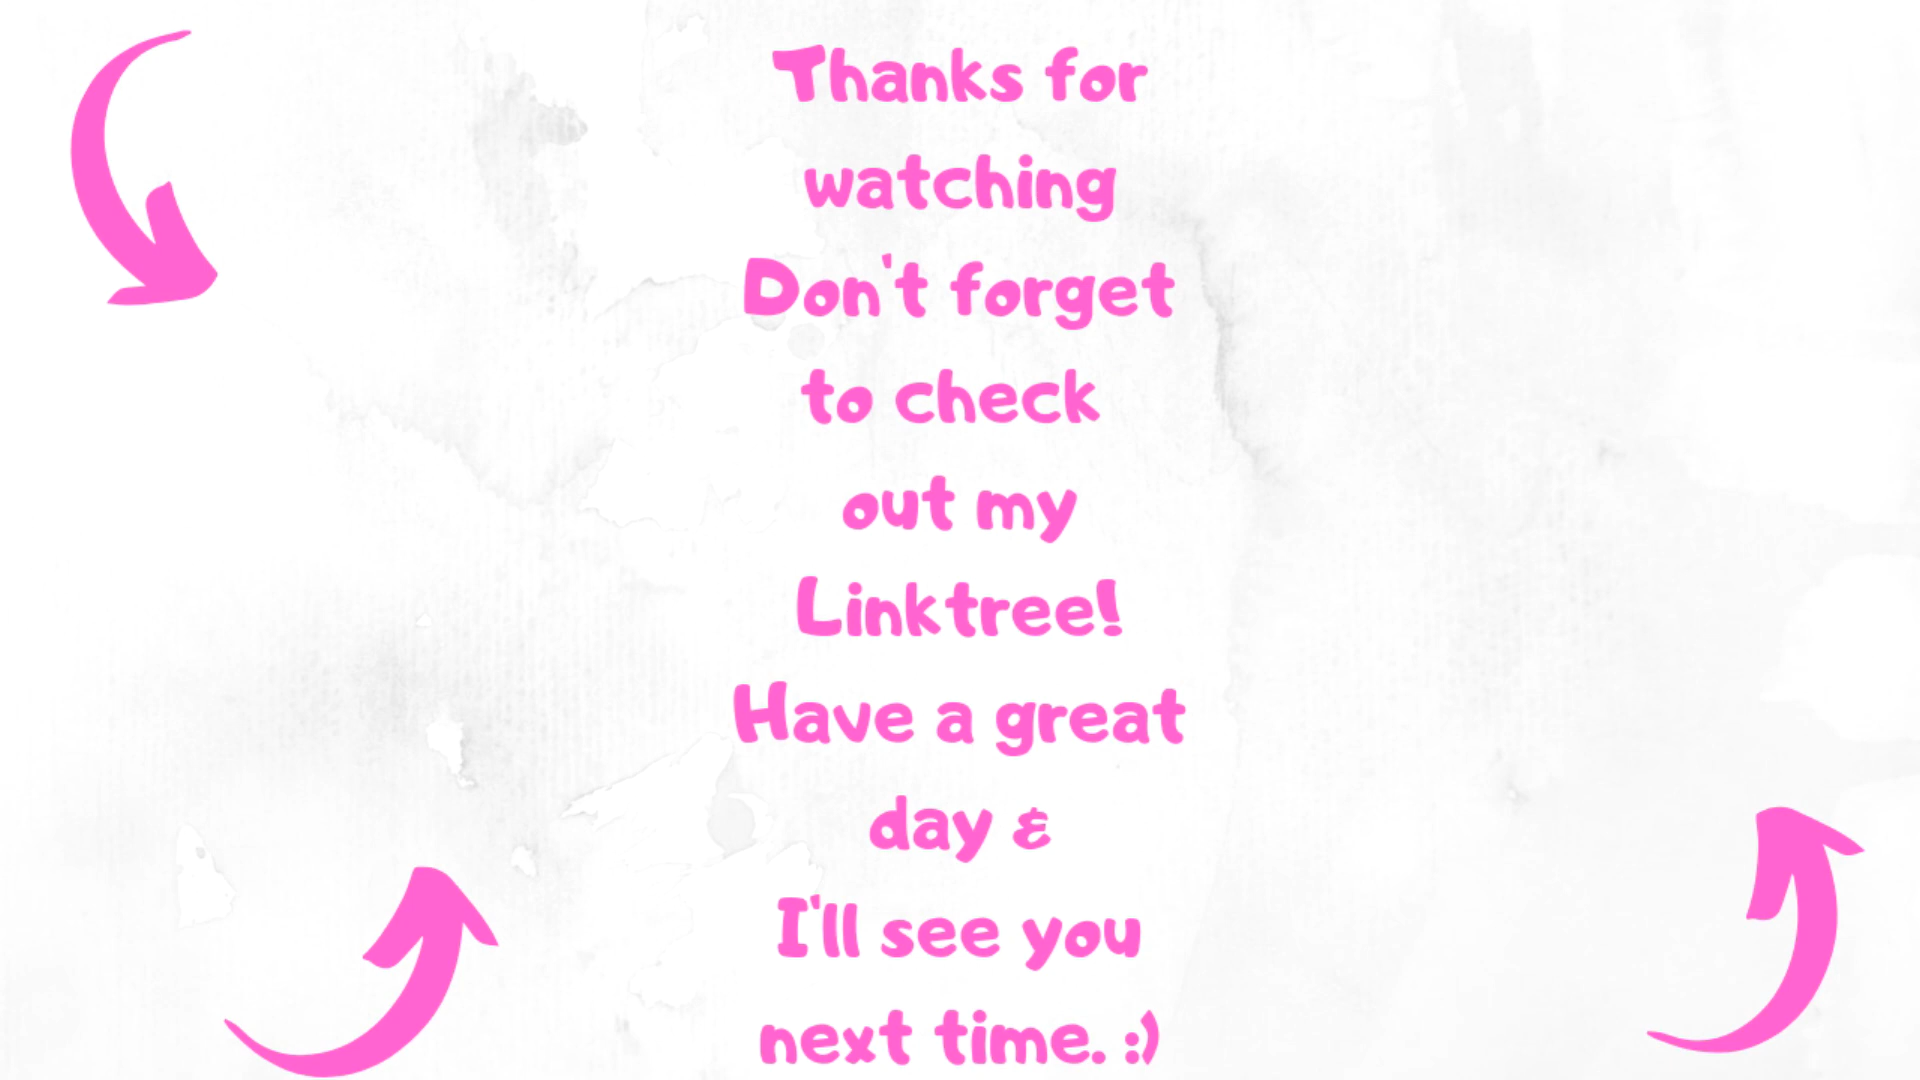 Thanks for
watching
Don't forget
to check
out my
Linktree!
Have a great
day &
I'll see you
next time. :)